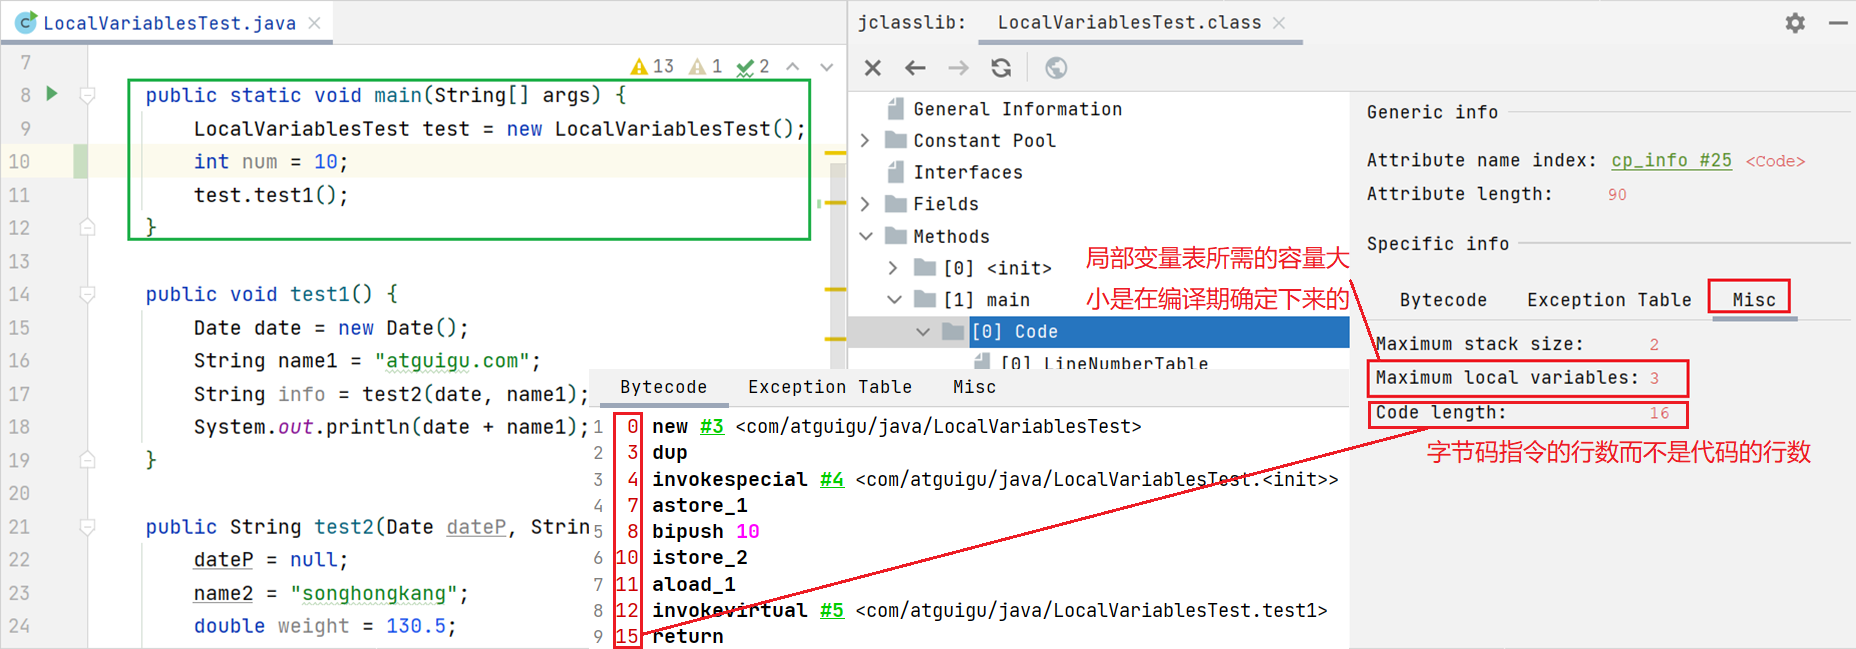 LocalVariablesTest.java
7
13 1 2
8 public static void main(String[] args) {
9 LocalVariablesTest test = new LocalVariablesTest();
10 int num = 10;
11 test.test1();
12 }
13
14 public void test1() {
15 Date date = new Date();
16 String name1 = "atguigu.com";
17 String info = test2(date, name1);
18 System.out.println(date + name1);
19 }
20
21 public String test2(Date dateP, Strin
22 dateP = null;
23 name2 = "songhongkang";
24 double weight = 130.5;
jclasslib: LocalVariablesTest.class
General Information
Constant Pool
Interfaces
Fields
Methods
[0] <init>
[1] main
[0] Code
[0] LineNumberTable
局部变量表所需的容量大
小是在编译期确定下来的
Generic info
Attribute name index: cp_info #25 <Code>
Attribute length: 90
Specific info
Bytecode Exception Table Misc
Maximum stack size: 2
Maximum local variables: 3
Code length: 16
字节码指令的行数而不是代码的行数
Bytecode Exception Table Misc
1 0 new #3 <com/atguigu/java/LocalVariablesTest>
2 3 dup
3 4 invokespecial #4 <com/atguigu/java/LocalVariablesTest.<init>>
4 7 astore_1
5 8 bipush 10
6 10 istore_2
7 11 aload_1
8 12 invokevirtual #5 <com/atguigu/java/LocalVariablesTest.test1>
9 15 return